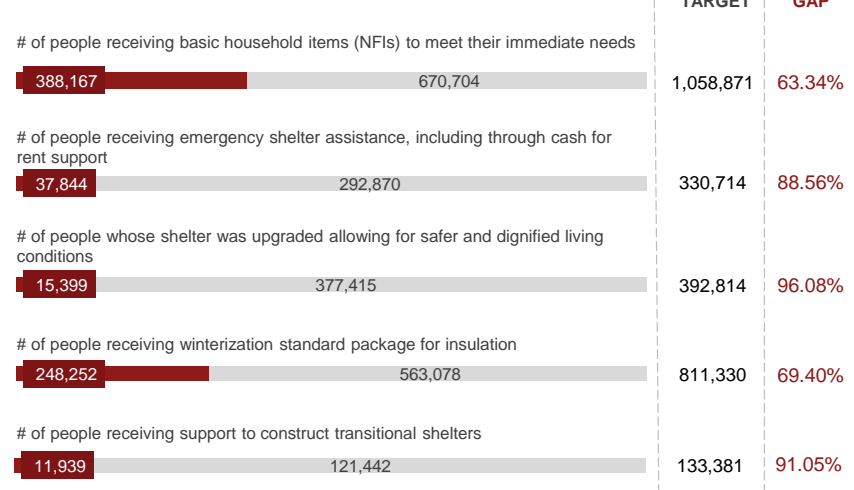 TARGET GAP
# of people receiving basic household items (NFIs) to meet their immediate needs
388,167 670,704 1,058,871 63.34%
# of people receiving emergency shelter assistance, including through cash for
rent support
37,844 292,870 330,714 88.56%
# of people whose shelter was upgraded allowing for safer and dignified living
conditions
15,399 377,415 392,814 96.08%
# of people receiving winterization standard package for insulation
248,252 563,078 811,330 69.40%
# of people receiving support to construct transitional shelters
11,939 121,442 133,381 91.05%